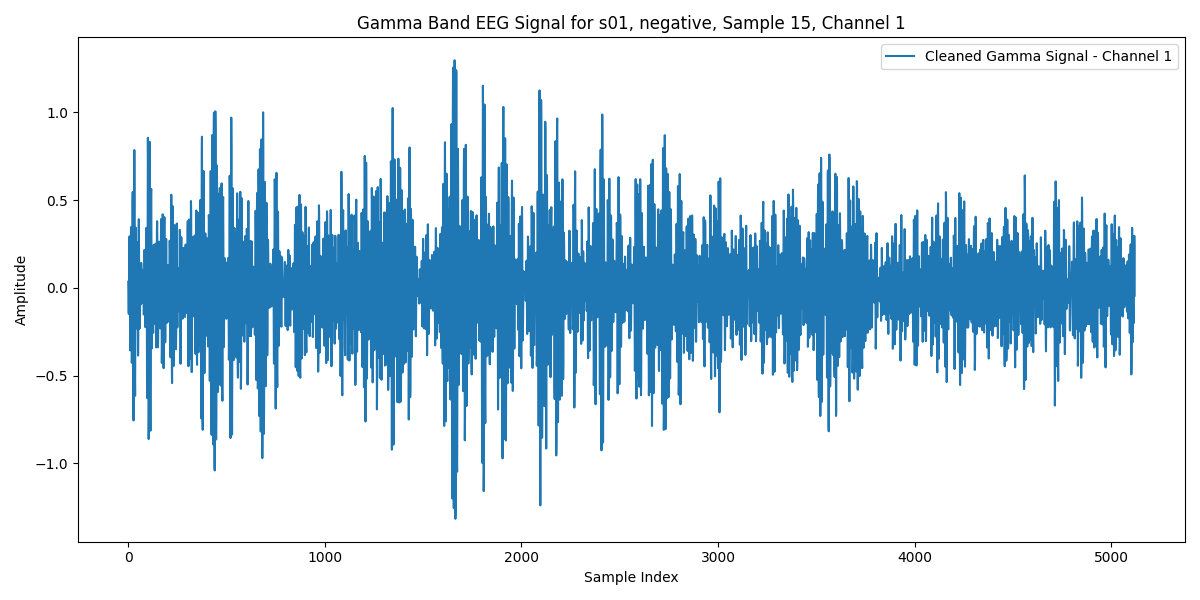 Gamma Band EEG Signal for s01, negative, Sample 15, Channel 1
Cleaned Gamma Signal - Channel 1
Amplitude
1.0
0.5
0.0
−0.5
−1.0
0 1000 2000 3000 4000 5000
Sample Index